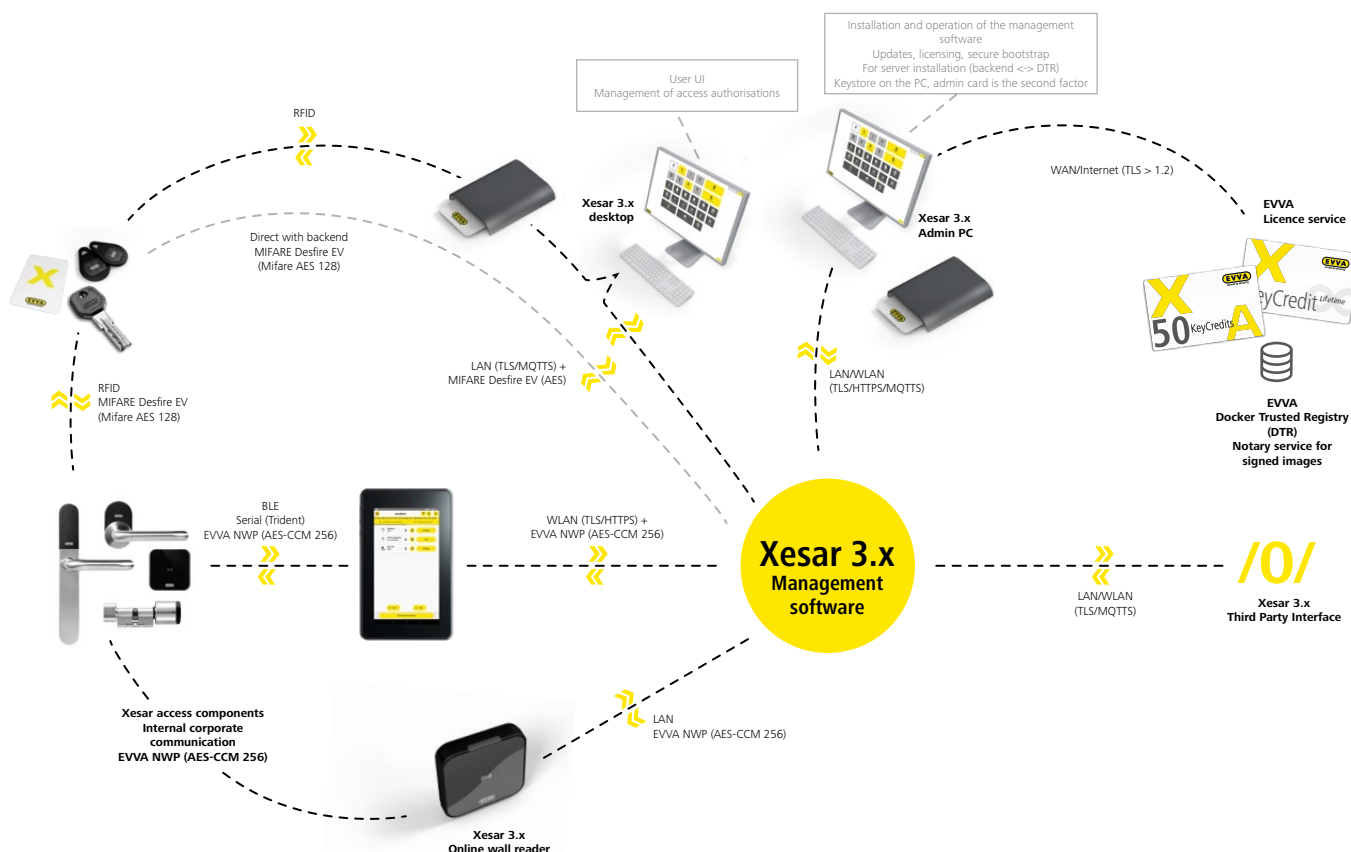 Installation and operation of the management
software
Updates, licensing, secure bootstrap
For server installation (backend <-> DTR)
Keystore on the PC, admin card is the second factor
User UI
Management of access authorisations
RFID
WAN/Internet (TLS > 1.2)
Xesar 3.x
desktop
Xesar 3.x
Admin PC
EVVA
Licence service
Direct with backend
MIFARE Desfire EV
(Mifare AES 128)
EVVA
X
EVVA
EVVA
X
EVVA
X
eyCredit Lifetime
X
50 KeyCredits
A
EVVA
LAN (TLS/MQTTS) +
MIFARE Desfire EV (AES)
LAN/WLAN
(TLS/HTTPS/MQTTS)
RFID
MIFARE Desfire EV
(Mifare AES 128)
EVVA
Docker Trusted Registry
(DTR)
Notary service for
signed images
BLE
Serial (Trident)
EVVA NWP (AES-CCM 256)
WLAN (TLS/HTTPS) +
EVVA NWP (AES-CCM 256)
Xesar 3.x
Management
software
LAN/WLAN
(TLS/MQTTS)
/0/
Xesar 3.x
Third Party Interface
Xesar access components
Internal corporate
communication
EVVA NWP (AES-CCM 256)
LAN
EVVA NWP (AES-CCM 256)
EVVA
Xesar 3.x
Online wall reader